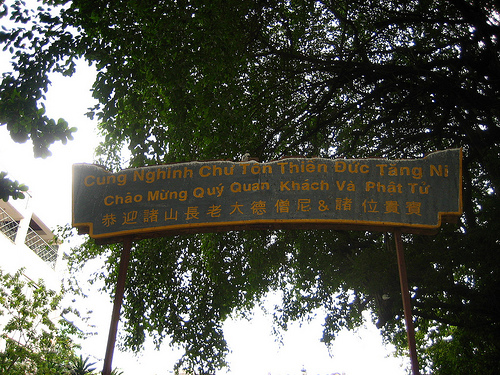 Cung Nghinh Chư Tôn Thiền Đức Tăng Ni
Chào Mừng Quý Quan Khách Và Phật Tử
恭迎諸山長老大德僧尼&諸位貴賓